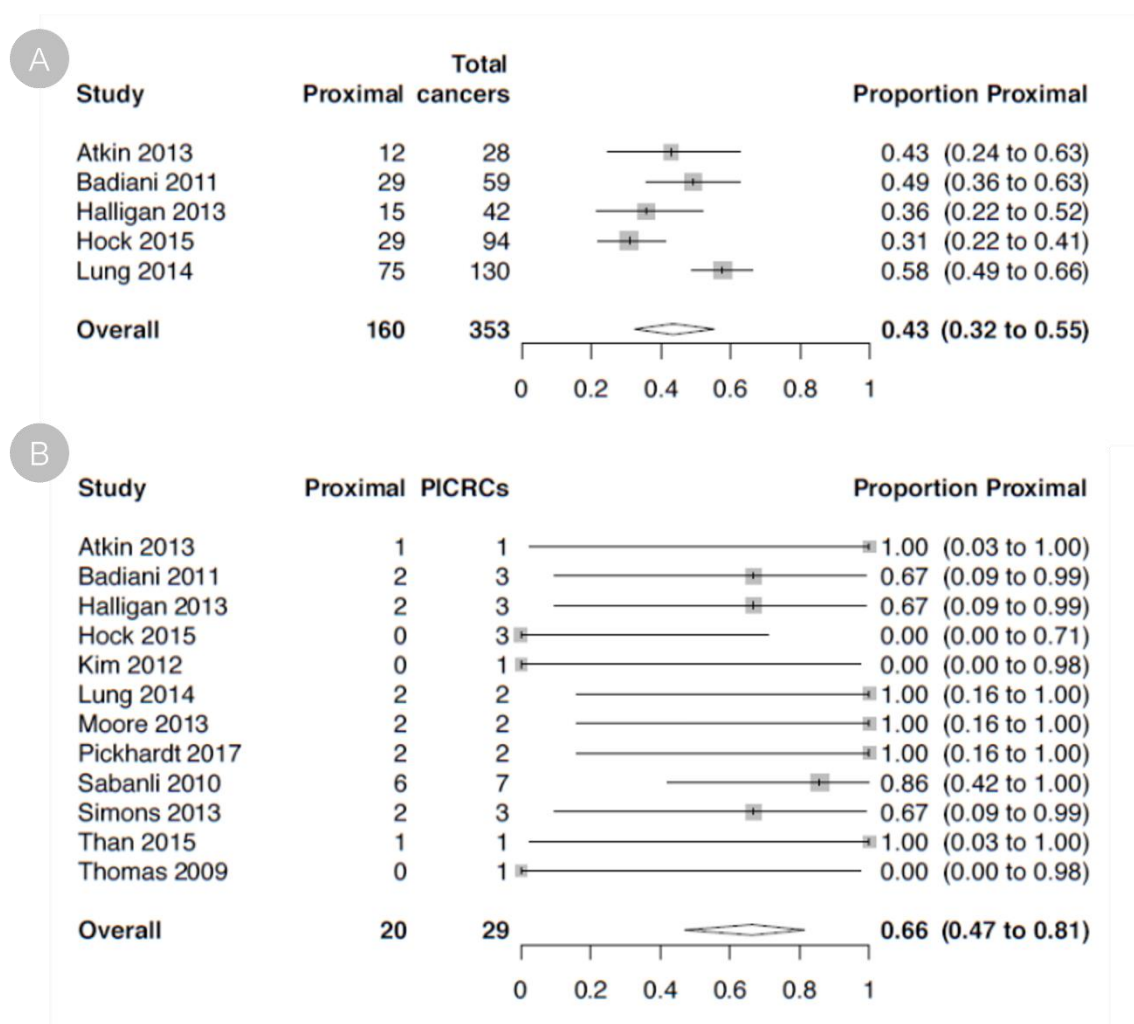 A
Total
Study Proximal cancers Proportion Proximal
Atkin 2013 12 28 0.43 (0.24 to 0.63)
Badiani 2011 29 59 0.49 (0.36 to 0.63)
Halligan 2013 15 42 0.36 (0.22 to 0.52)
Hock 2015 29 94 0.31 (0.22 to 0.41)
Lung 2014 75 130 0.58 (0.49 to 0.66)
Overall 160 353 0.43 (0.32 to 0.55)
0 0.2 0.4 0.6 0.8 1
B
Study Proximal PICRCs Proportion Proximal
Atkin 2013 1 1 1.00 (0.03 to 1.00)
Badiani 2011 2 3 0.67 (0.09 to 0.99)
Halligan 2013 2 3 0.67 (0.09 to 0.99)
Hock 2015 0 3 0.00 (0.00 to 0.71)
Kim 2012 0 1 0.00 (0.00 to 0.98)
Lung 2014 2 2 1.00 (0.16 to 1.00)
Moore 2013 2 2 1.00 (0.16 to 1.00)
Pickhardt 2017 2 2 1.00 (0.16 to 1.00)
Sabanli 2010 6 7 0.86 (0.42 to 1.00)
Simons 2013 2 3 0.67 (0.09 to 0.99)
Than 2015 1 1 1.00 (0.03 to 1.00)
Thomas 2009 0 1 0.00 (0.00 to 0.98)
Overall 20 29 0.66 (0.47 to 0.81)
0 0.2 0.4 0.6 0.8 1